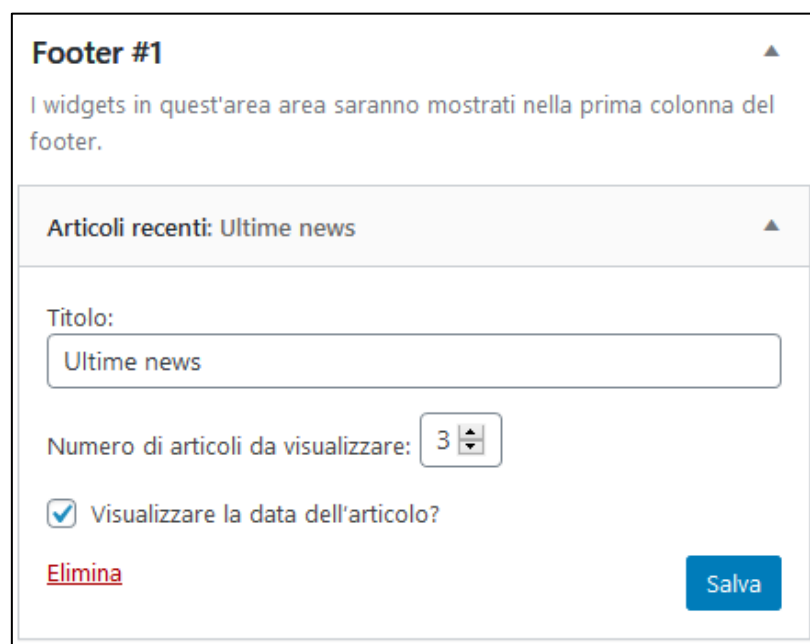 Footer #1
I widgets in quest'area area saranno mostrati nella prima colonna del
footer.
Articoli recenti: Ultime news
Titolo:
Ultime news
Numero di articoli da visualizzare: 3
Visualizzare la data dell'articolo?
Elimina
Salva